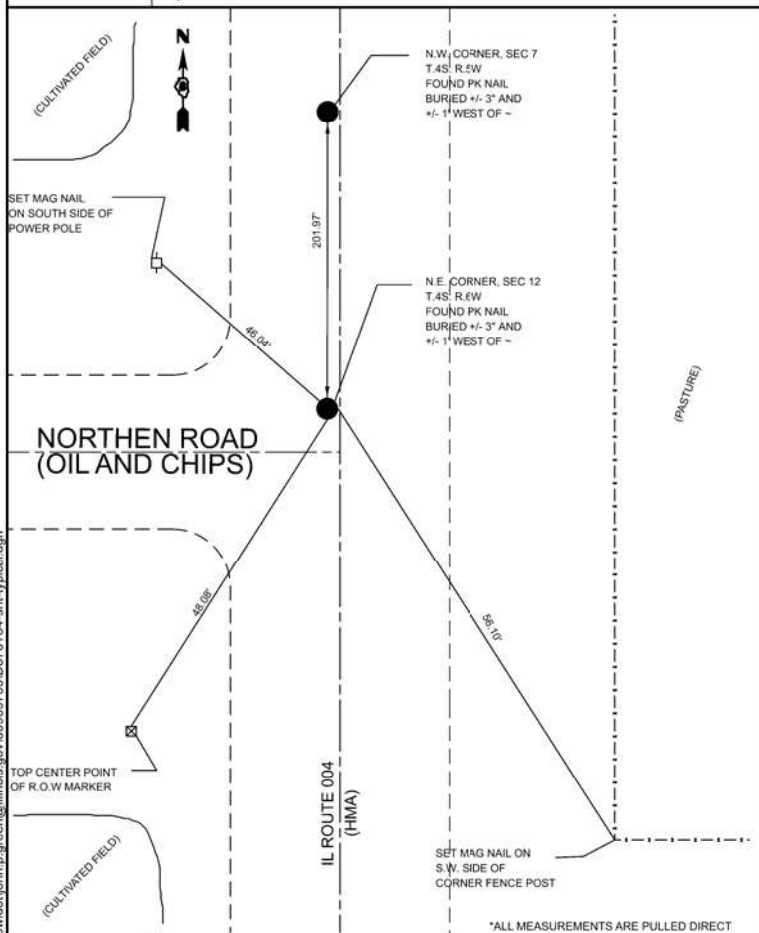 N
(CULTIVATED FIELD)
N.W. CORNER, SEC 7
T.4S. R.5W
FOUND PK NAIL
BURIED +/- 3" AND
+/- 1' WEST OF ~
SET MAG NAIL
ON SOUTH SIDE OF
POWER POLE
201.97'
N.E. CORNER, SEC 12
T.4S. R.6W
FOUND PK NAIL
BURIED +/- 3" AND
+/- 1' WEST OF ~
46.04'
(PASTURE)
NORTHEN ROAD
(OIL AND CHIPS)
48.08'
56.10'
TOP CENTER POINT
OF R.O.W MARKER
IL ROUTE 004
(HMA)
(CULTIVATED FIELD)
SET MAG NAIL ON
S.W. SIDE OF
CORNER FENCE POST
*ALL MEASUREMENTS ARE PULLED DIRECT